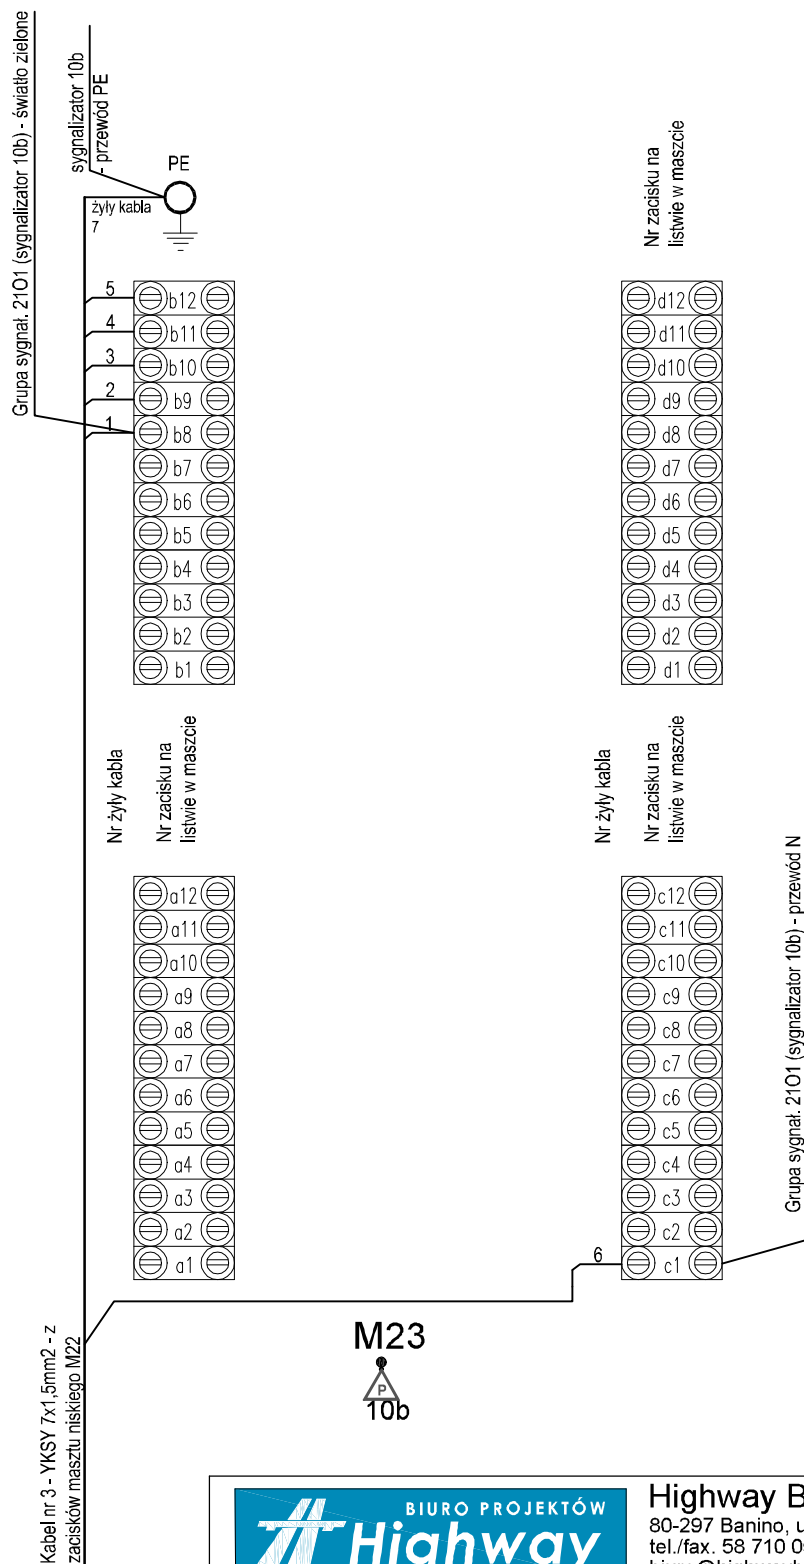 Grupa sygnał. 21O1 (sygnalizator 10b) - światło zielone
sygnalizator 10b
- przewód PE
PE
żyły kabla
7
Nr zacisku na
listwie w maszcie
5
b12
4
b11
3
b10
2
b9
1
b8
b7
b6
b5
b4
b3
b2
b1
d12
d11
d10
d9
d8
d7
d6
d5
d4
d3
d2
d1
Nr żyły kabla
Nr zacisku na
listwie w maszcie
Nr żyły kabla
Nr zacisku na
listwie w maszcie
a12
a11
a10
a9
a8
a7
a6
a5
a4
a3
a2
a1
c12
c11
c10
c9
c8
c7
c6
c5
c4
c3
c2
6
c1
Grupa sygnał. 21O1 (sygnalizator 10b) - przewód N
Kabel nr 3 - YKSY 7x1,5mm2 - z
zacisków masztu niskiego M22
M23
P
10b
BIURO PROJEKTÓW
Highway
Highway B
80-297 Banino, u
tel./fax. 58 710 0